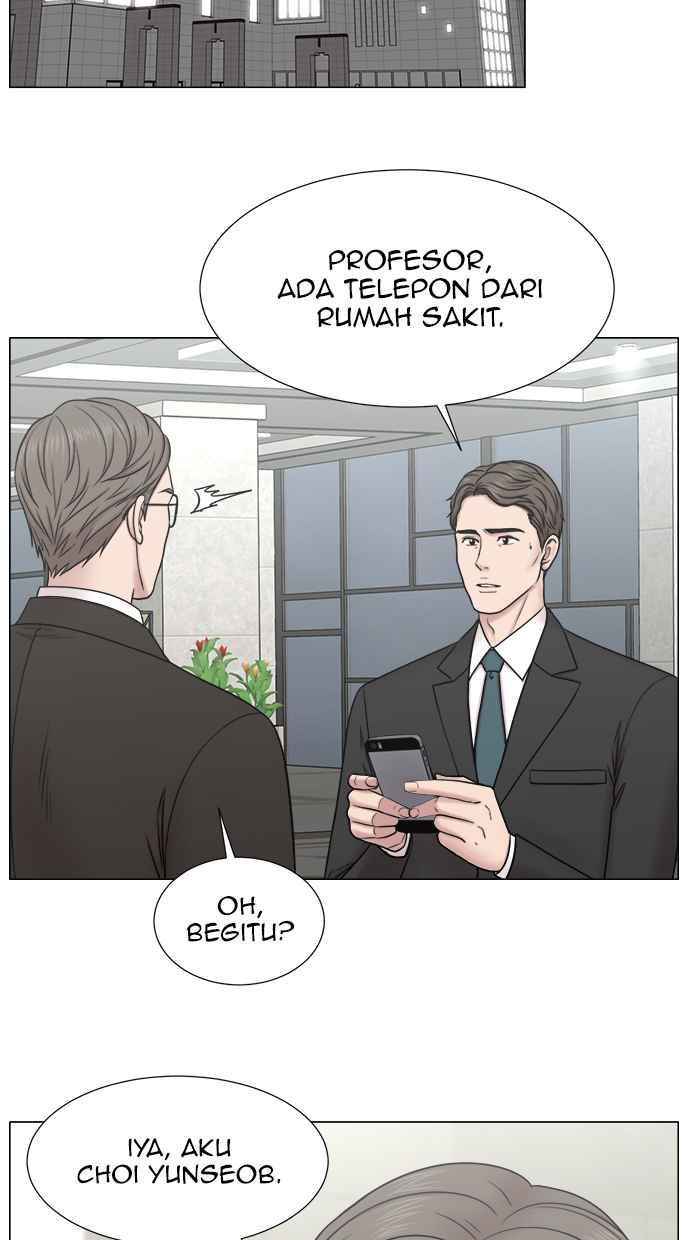 PROFESOR,
ADA TELEPON DARI
RUMAH SAKIT.
OH,
BEGITU?
IYA, AKU
CHOI YUNSEOB.